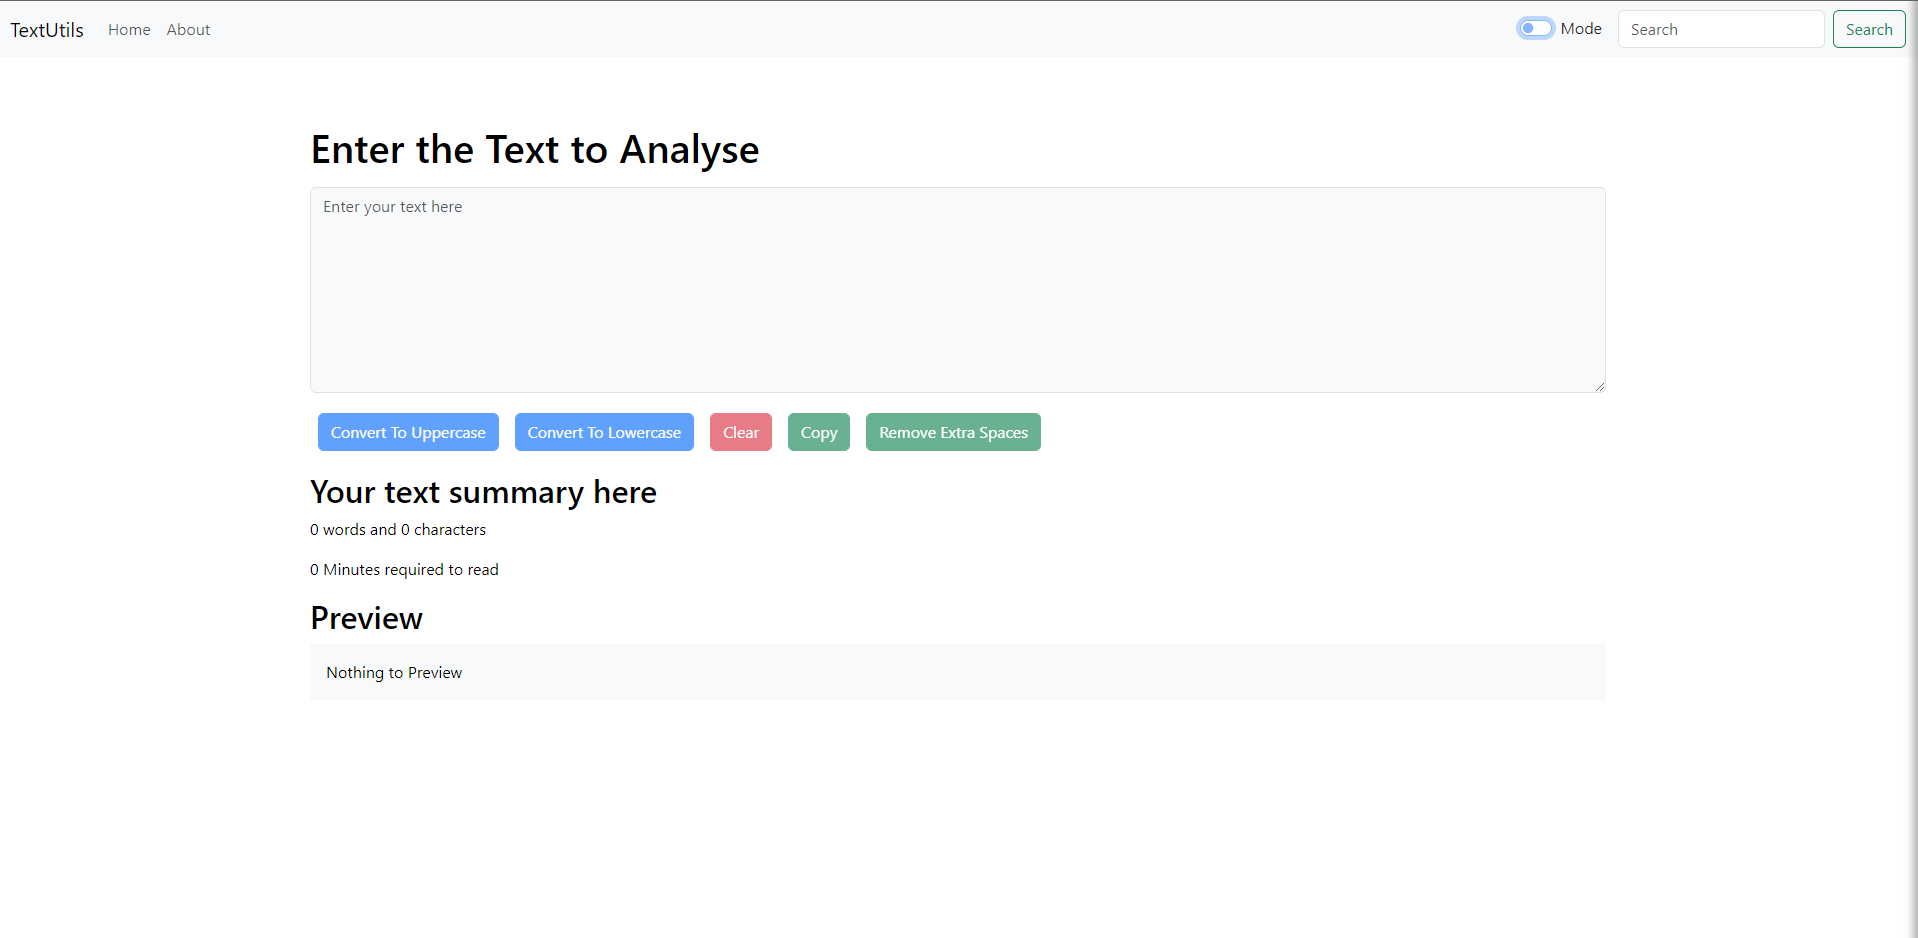 TextUtils Home About Mode Search Search
Enter the Text to Analyse
Enter your text here
Convert To Uppercase Convert To Lowercase Clear Copy Remove Extra Spaces
Your text summary here
0 words and 0 characters
0 Minutes required to read
Preview
Nothing to Preview